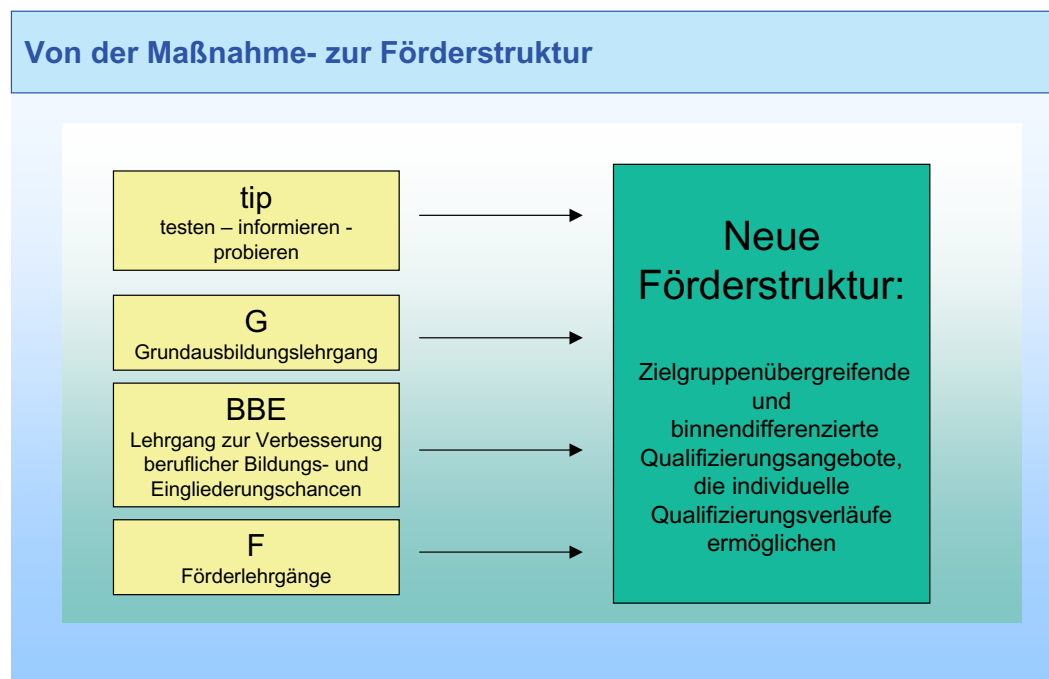 Von der Maßnahme- zur Förderstruktur
tip
testen – informieren -
probieren
G
Grundausbildungslehrgang
BBE
Lehrgang zur Verbesserung
beruflicher Bildungs- und
Eingliederungschancen
F
Förderlehrgänge
Neue
Förderstruktur:
Zielgruppenübergreifende
und
binnendifferenzierte
Qualifizierungsangebote,
die individuelle
Qualifizierungsverläufe
ermöglichen